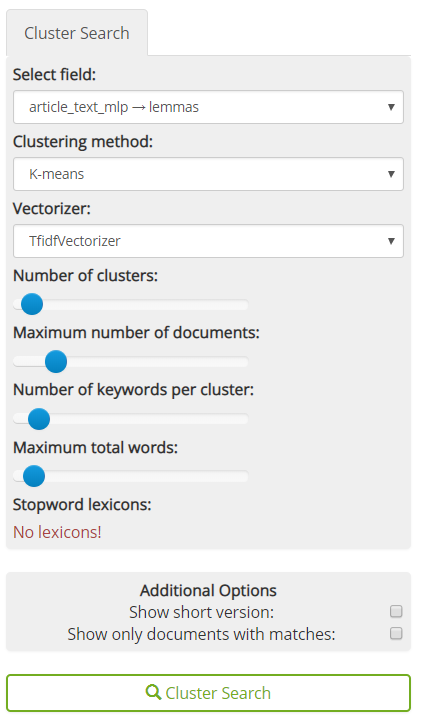 Cluster Search
Select field:
article_text_mlp → lemmas
Clustering method:
K-means
Vectorizer:
TfidfVectorizer
Number of clusters:
Maximum number of documents:
Number of keywords per cluster:
Maximum total words:
Stopword lexicons:
No lexicons!
Additional Options
Show short version:
Show only documents with matches:
Cluster Search